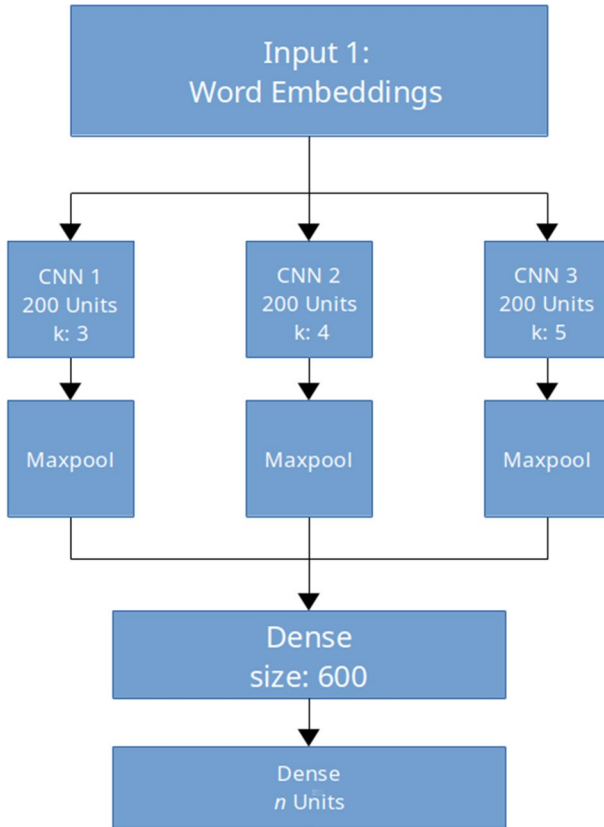 Input 1:
Word Embeddings
CNN 1
200 Units
k: 3
CNN 2
200 Units
k: 4
CNN 3
200 Units
k: 5
Maxpool
Maxpool
Maxpool
Dense
size: 600
Dense
n Units